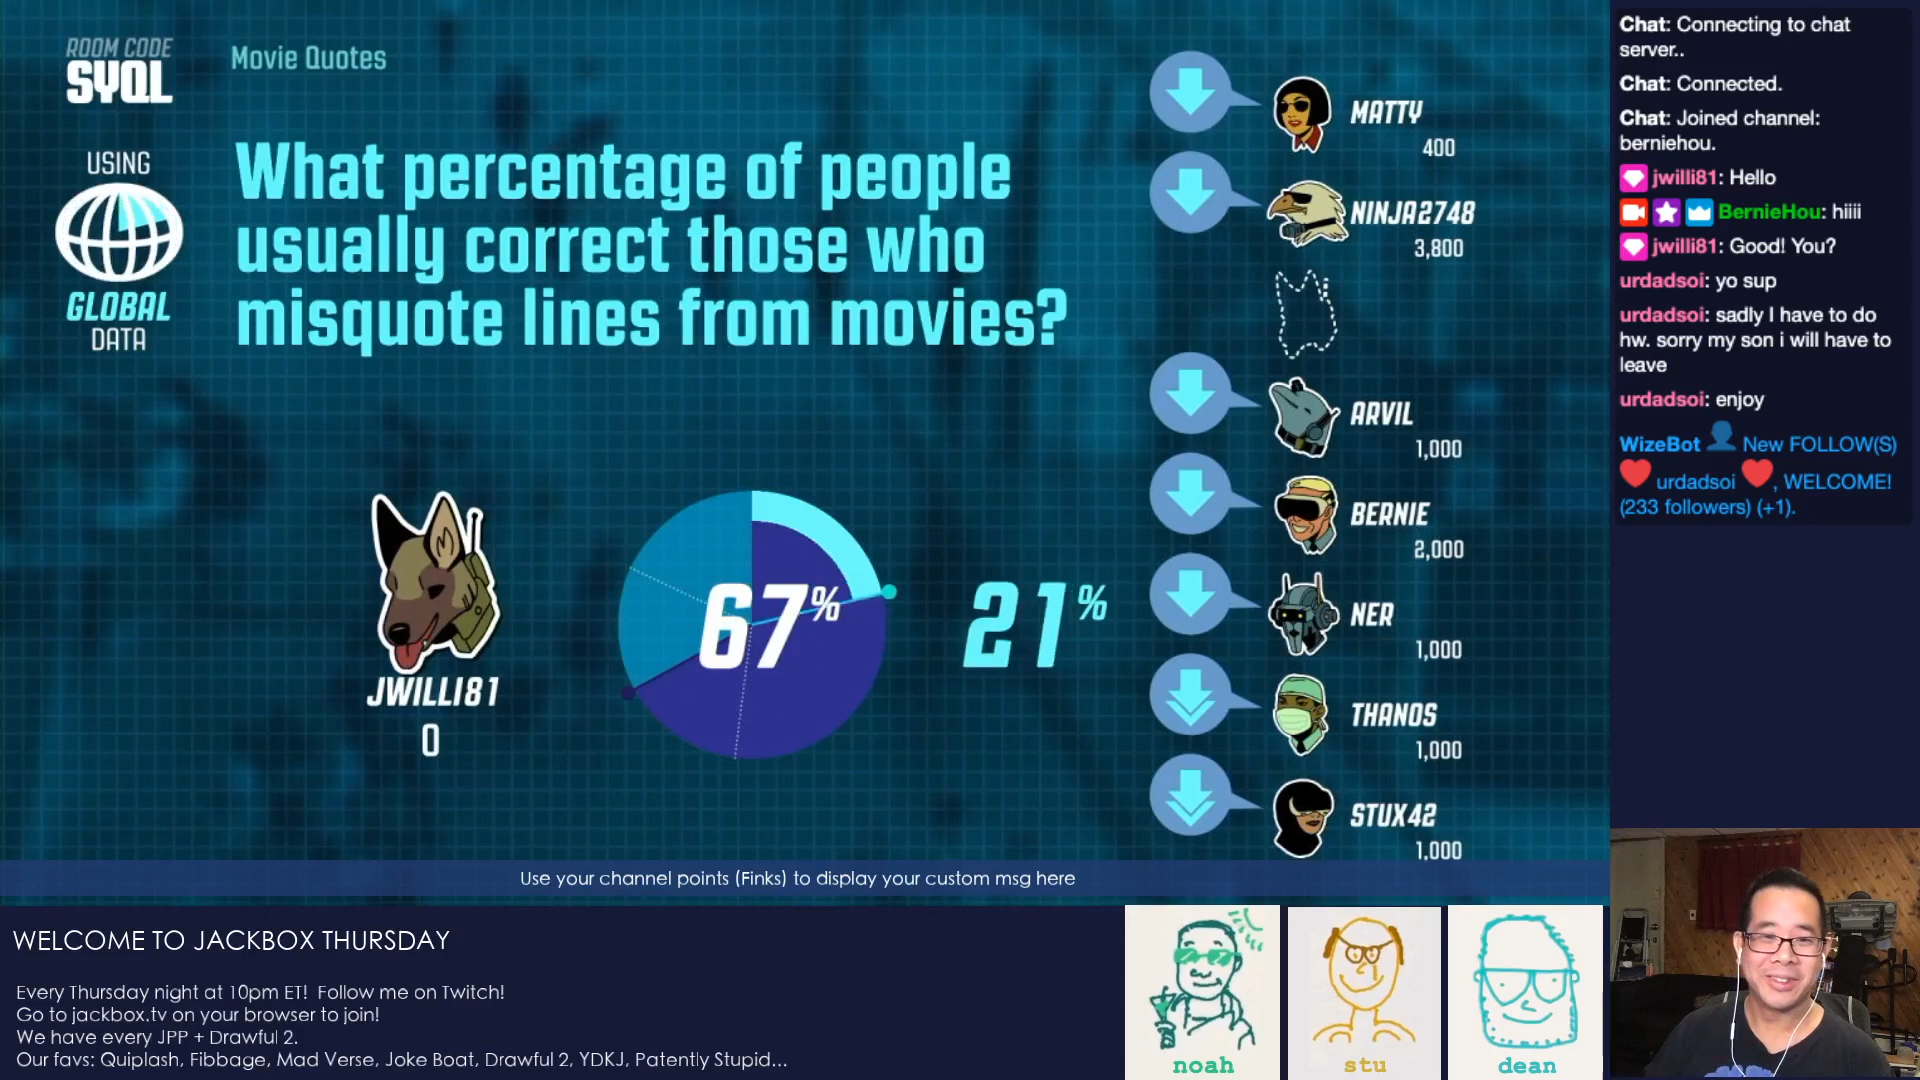 ROOM CODE
SYQL
USING
GLOBAL
DATA
Movie Quotes
What percentage of people
usually correct those who
misquote lines from movies?
JWILLI81
0
67%
21%
MATTY
400
NINJA2748
3,800
ARVIL
1,000
BERNIE
2,000
NER
1,000
THANOS
1,000
STUX42
1,000
Use your channel points (Finks) to display your custom msg here
WELCOME TO JACKBOX THURSDAY
Every Thursday night at 10pm ET! Follow me on Twitch!
Go to jackbox.tv on your browser to join!
We have every JPP + Drawful 2.
Our favs: Quiplash, Fibbage, Mad Verse, Joke Boat, Drawful 2, YDKJ, Patently Stupid...
noah
stu
dean
Chat: Connecting to chat
server..
Chat: Connected.
Chat: Joined channel:
berniehou.
jwilli81: Hello
BernieHou: hiiii
jwilli81: Good! You?
urdadsoi: yo sup
urdadsoi: sadly I have to do
hw. sorry my son i will have to
leave
urdadsoi: enjoy
WizeBot New FOLLOW(S)
urdadsoi , WELCOME!
(233 followers) (+1).